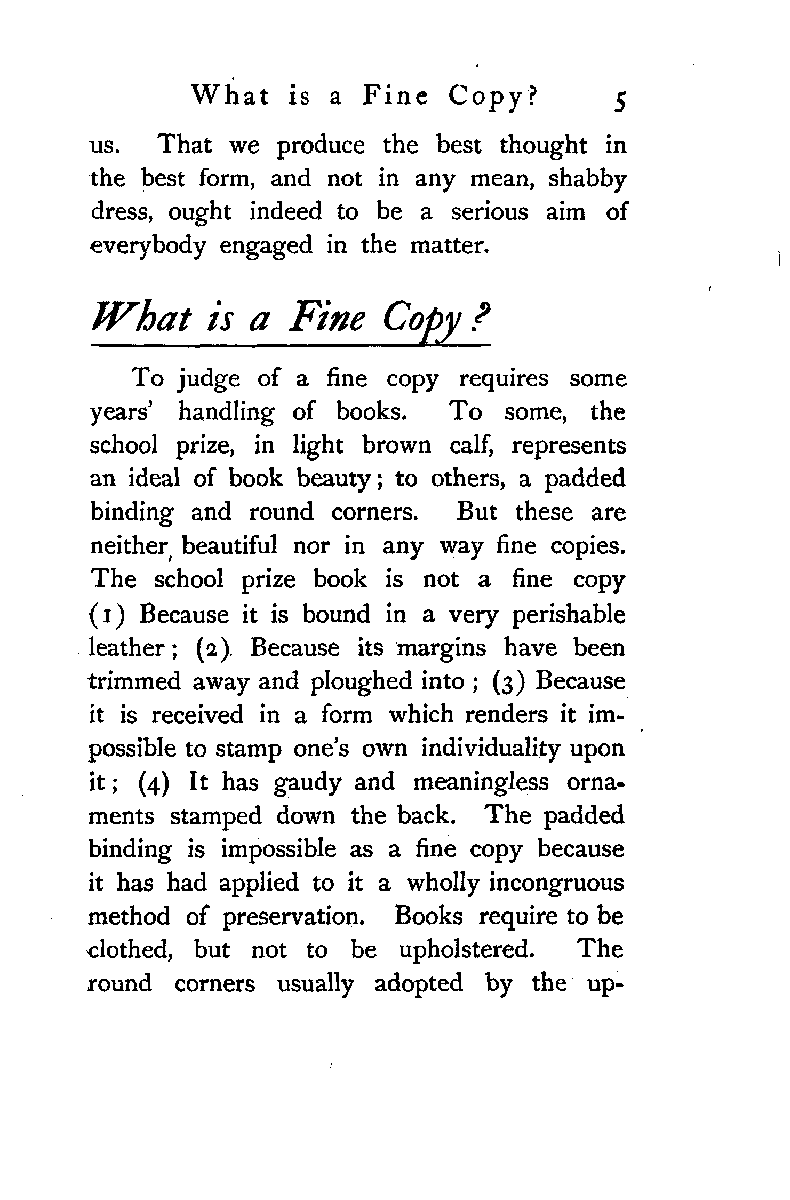 What is a Fine Copy? 5
us. That we produce the best thought in
the best form, and not in any mean, shabby
dress, ought indeed to be a serious aim of
everybody engaged in the matter.
What is a Fine Copy?
To judge of a fine copy requires some
years' handling of books. To some, the
school prize, in light brown calf, represents
an ideal of book beauty; to others, a padded
binding and round corners. But these are
neither, beautiful nor in any way fine copies.
The school prize book is not a fine copy
(1) Because it is bound in a very perishable
leather; (2). Because its margins have been
trimmed away and ploughed into; (3) Because
it is received in a form which renders it im-
possible to stamp one's own individuality upon
it; (4) It has gaudy and meaningless orna-
ments stamped down the back. The padded
binding is impossible as a fine copy because
it has had applied to it a wholly incongruous
method of preservation. Books require to be
clothed, but not to be upholstered. The
round corners usually adopted by the up-